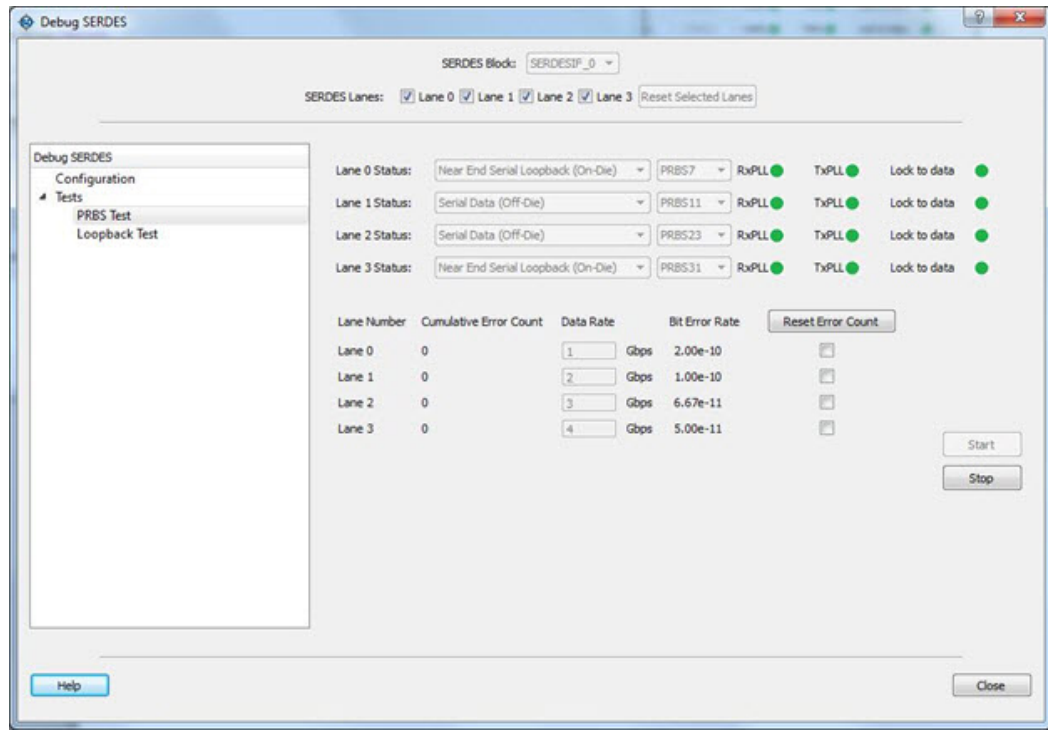 Debug SERDES
?
SERDES Block: SERDESIF_0
SERDES Lanes: Lane 0 Lane 1 Lane 2 Lane 3 Reset Selected Lanes
Debug SERDES
Configuration
Tests
PRBS Test
Loopback Test
Lane 0 Status: Near End Serial Loopback (On-Die) PRBS7 RxPLL TxPLL Lock to data
Lane 1 Status: Serial Data (Off-Die) PRBS11 RxPLL TxPLL Lock to data
Lane 2 Status: Serial Data (Off-Die) PRBS23 RxPLL TxPLL Lock to data
Lane 3 Status: Near End Serial Loopback (On-Die) PRBS31 RxPLL TxPLL Lock to data
Lane Number Cumulative Error Count Data Rate Bit Error Rate Reset Error Count
Lane 0 0 1 Gbps 2.00e-10
Lane 1 0 2 Gbps 1.00e-10
Lane 2 0 3 Gbps 6.67e-11
Lane 3 0 4 Gbps 5.00e-11
Start
Stop
Help
Close